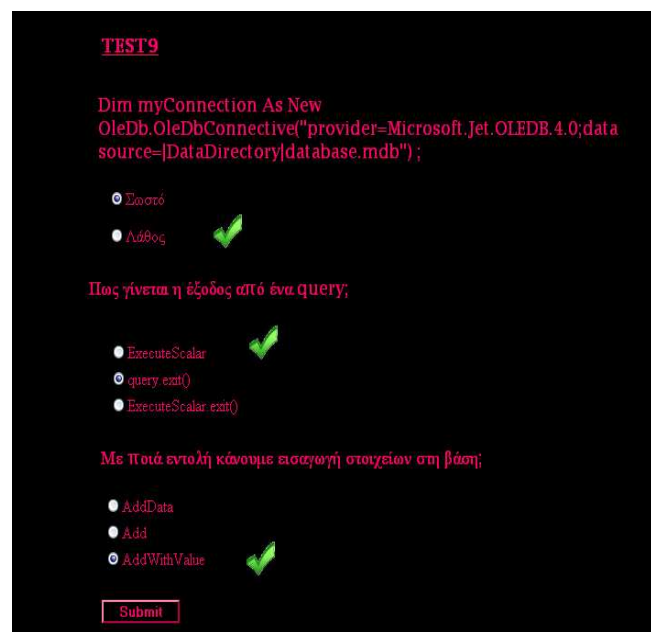 TEST9
Dim myConnection As New
OleDb.OleDbConnective("provider=Microsoft.Jet.OLEDB.4.0;data
source=|DataDirectory|database.mdb") ;
Σωστό
Λάθος
Πως γίνεται η έξοδος από ένα query;
ExecuteScalar
query.exit()
ExecuteScalar.exit()
Με ποιά εντολή κάνουμε εισαγωγή στοιχείων στη βάση;
AddData
Add
AddWithValue
Submit